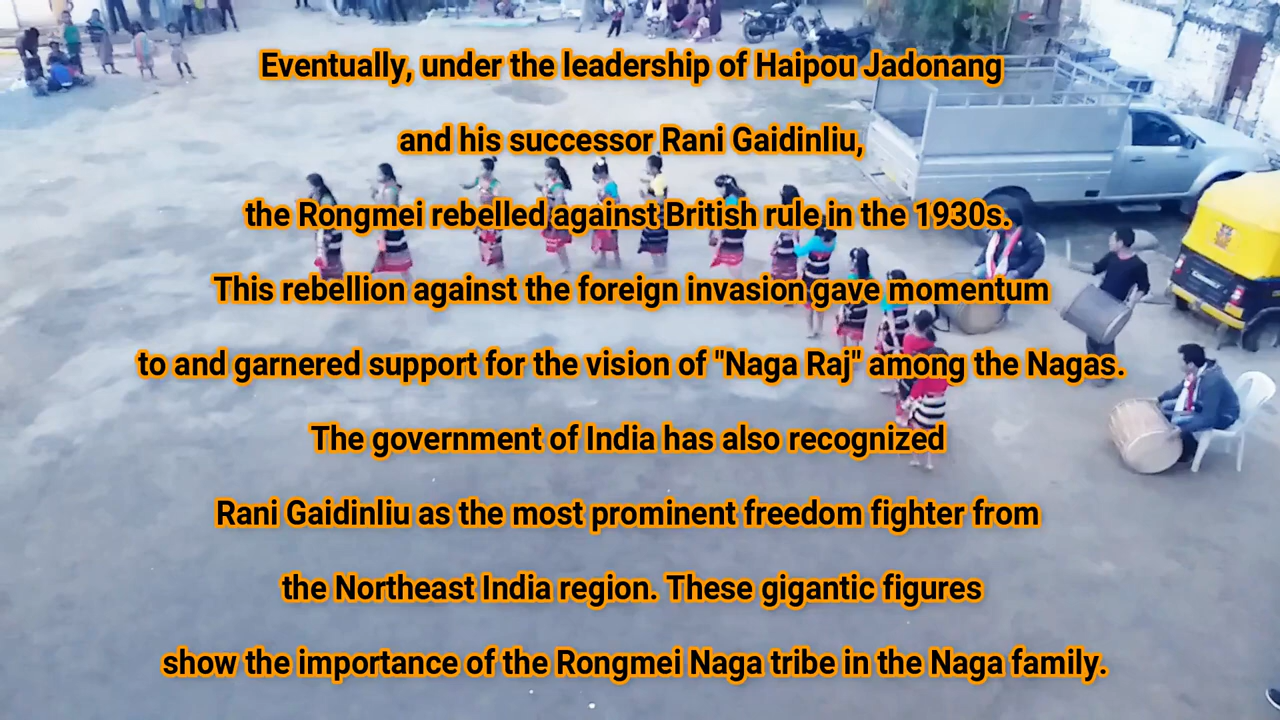 Eventually, under the leadership of Haipou Jadonang
and his successor Rani Gaidinliu,
the Rongmei rebelled against British rule in the 1930s.
This rebellion against the foreign invasion gave momentum
to and garnered support for the vision of "Naga Raj" among the Nagas.
The government of India has also recognized
Rani Gaidinliu as the most prominent freedom fighter from
the Northeast India region. These gigantic figures
show the importance of the Rongmei Naga tribe in the Naga family.